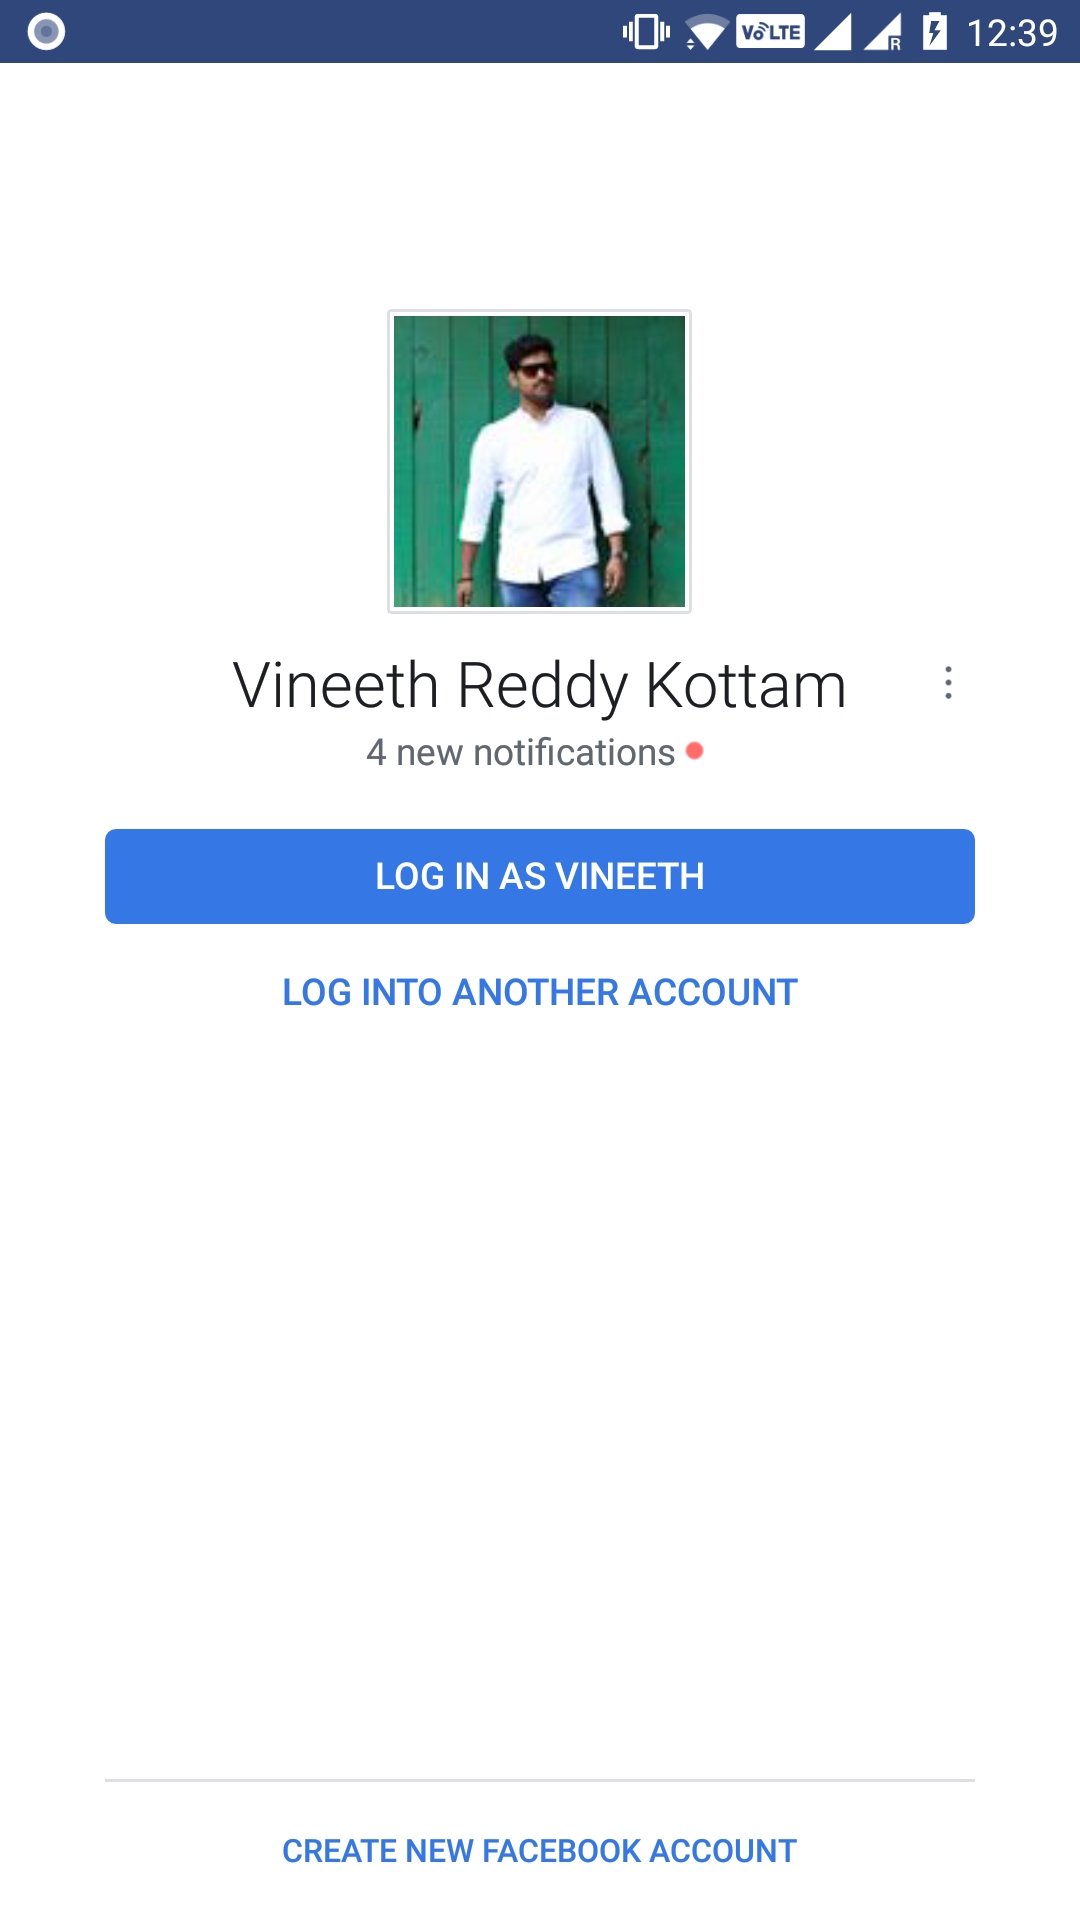 VoLTE R 12:39
Vineeth Reddy Kottam
4 new notifications
LOG IN AS VINEETH
LOG INTO ANOTHER ACCOUNT
CREATE NEW FACEBOOK ACCOUNT